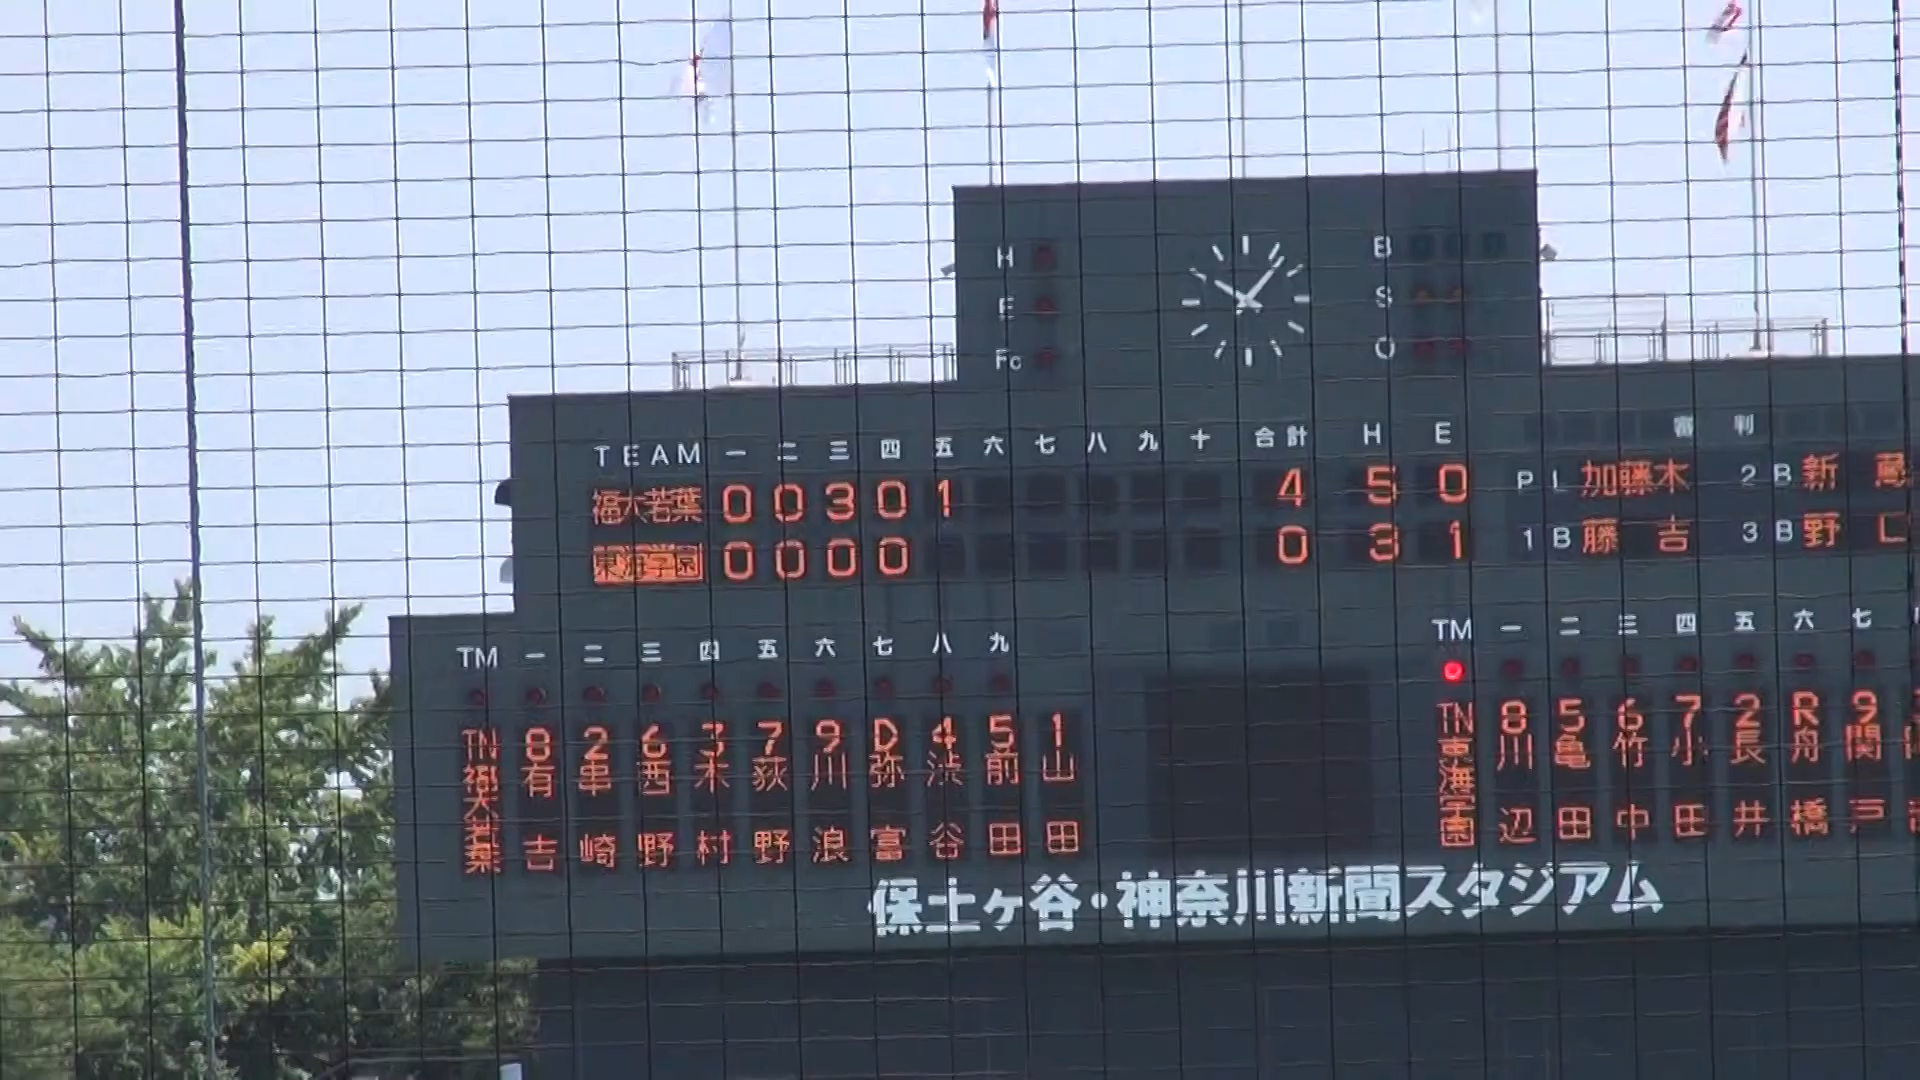 H B
E S
Fc O
TEAM 一 二 三 四 五 六 七 八 九 十 合計 H E 審 判
福大若葉 0 0 3 0 1 4 5 0 PL 加藤木 2B 新 蔵
東海学園 0 0 0 0 0 3 1 1B 藤 吉 3B 野 口
TM 一 二 三 四 五 六 七 八 九
TN 8 2 6 3 7 9 D 4 5 1
福大若葉 有吉 串崎 西野 木村 荻野 川浪 弥富 渋谷 前田 山田
TM 一 二 三 四 五 六 七
TN 8 5 6 7 2 R 9
東海学園 川辺 亀田 竹中 小田 長井 舟橋 関戸
保土ヶ谷・神奈川新聞スタジアム